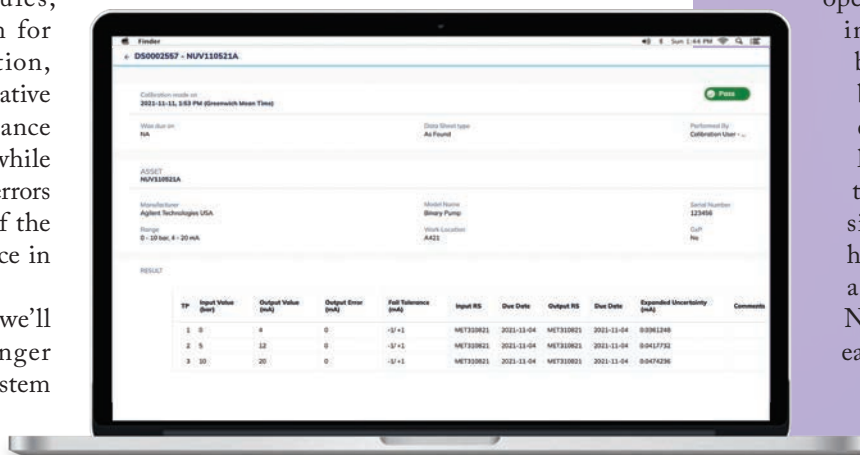 dules,
n for
tion,
ative
ance
while
errors
f the
ce in
we'll
nger
stem
Finder
Sun 1:44 PM
← DS0002557 - NUV110521A
Calibration made on
2021-11-11, 1:53 PM (Greenwich Mean Time)
Pass
Was due on
Data Sheet type
Performed By
NA
As Found
Calibration User - ...
ASSET
NUV110521A
Manufacturer
Model Name
Serial Number
Agilent Technologies USA
Binary Pump
123456
Range
Work Location
GxP
0 - 10 bar, 4 - 20 mA
A421
No
RESULT
TP Input Value (bar) Output Value (mA) Output Error (mA) Fail Tolerance (mA) Input RS Due Date Output RS Due Date Expanded Uncertainty (mA) Comments
1 0 4 0 -1/ +1 MET310821 2021-11-04 MET310821 2021-11-04
2 5 12 0 -1/ +1 MET310821 2021-11-04 MET310821 2021-11-04 0.0417732
3 10 20 0 -1/ +1 MET310821 2021-11-04 MET310821 2021-11-04 0.0474236
ope
in
b
t
si
h
a
N
ea